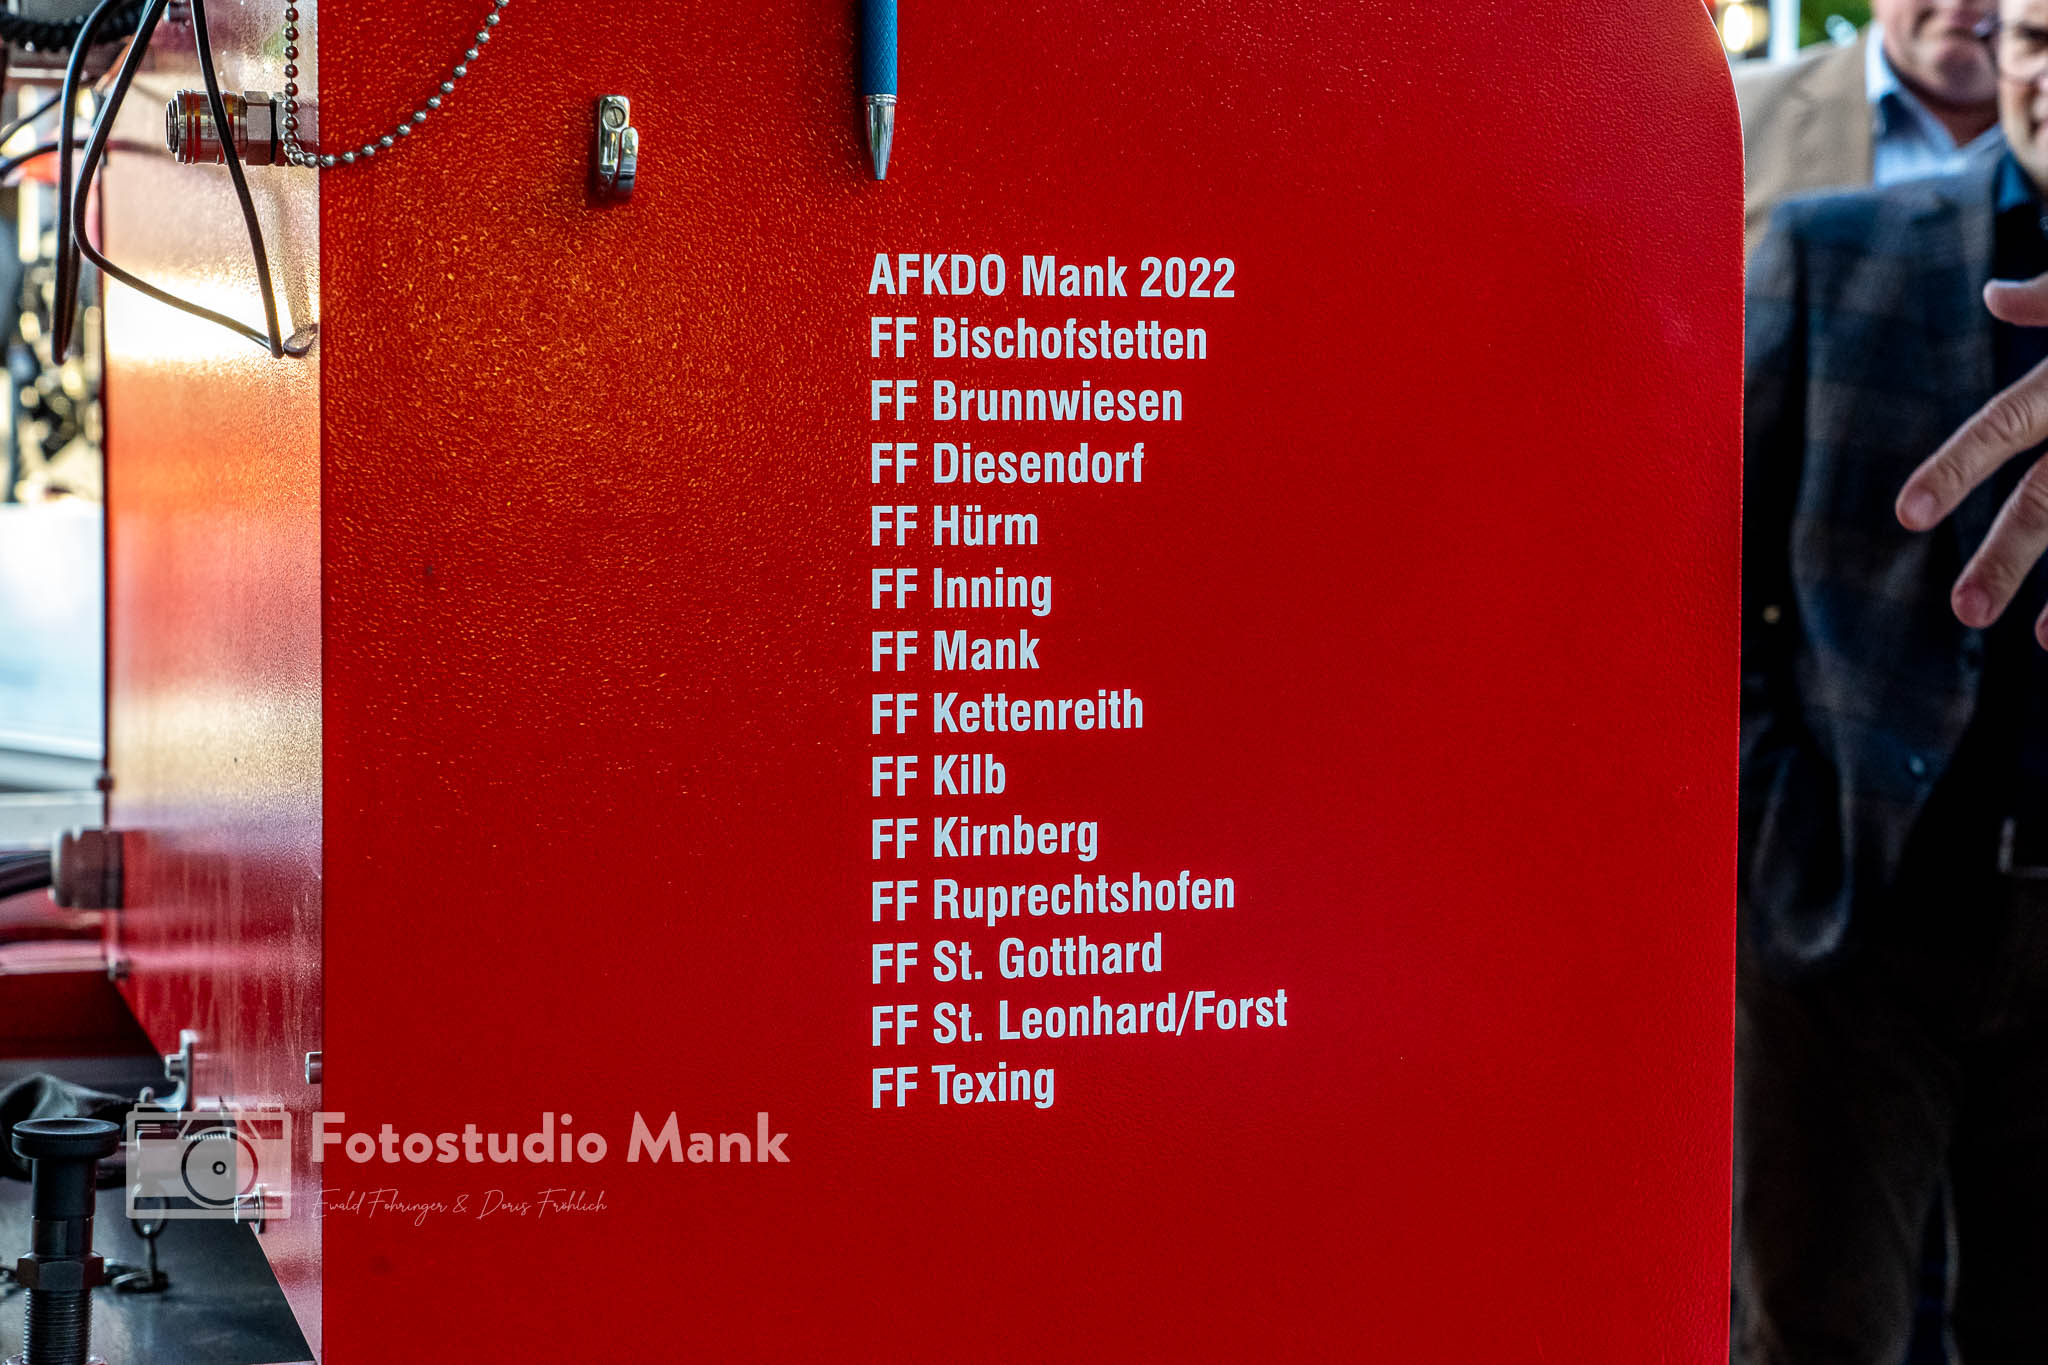 AFKDO Mank 2022
FF Bischofstetten
FF Brunnwiesen
FF Diesendorf
FF Hürm
FF Inning
FF Mank
FF Kettenreith
FF Kilb
FF Kirnberg
FF Ruprechtshofen
FF St. Gotthard
FF St. Leonhard/Forst
FF Texing
Fotostudio Mank
Ewald Fohringer & Doris Fröhlich